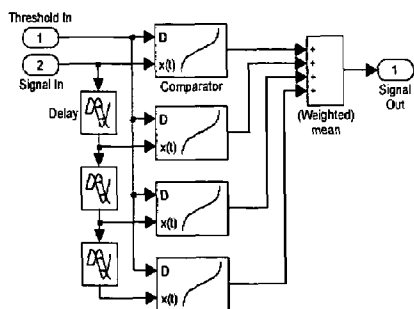 Threshold In
1
2
Signal In
Delay
D
x(t)
Comparator
D
x(t)
D
x(t)
D
x(t)
+
+
+
+
(Weighted)
mean
1
Signal
Out